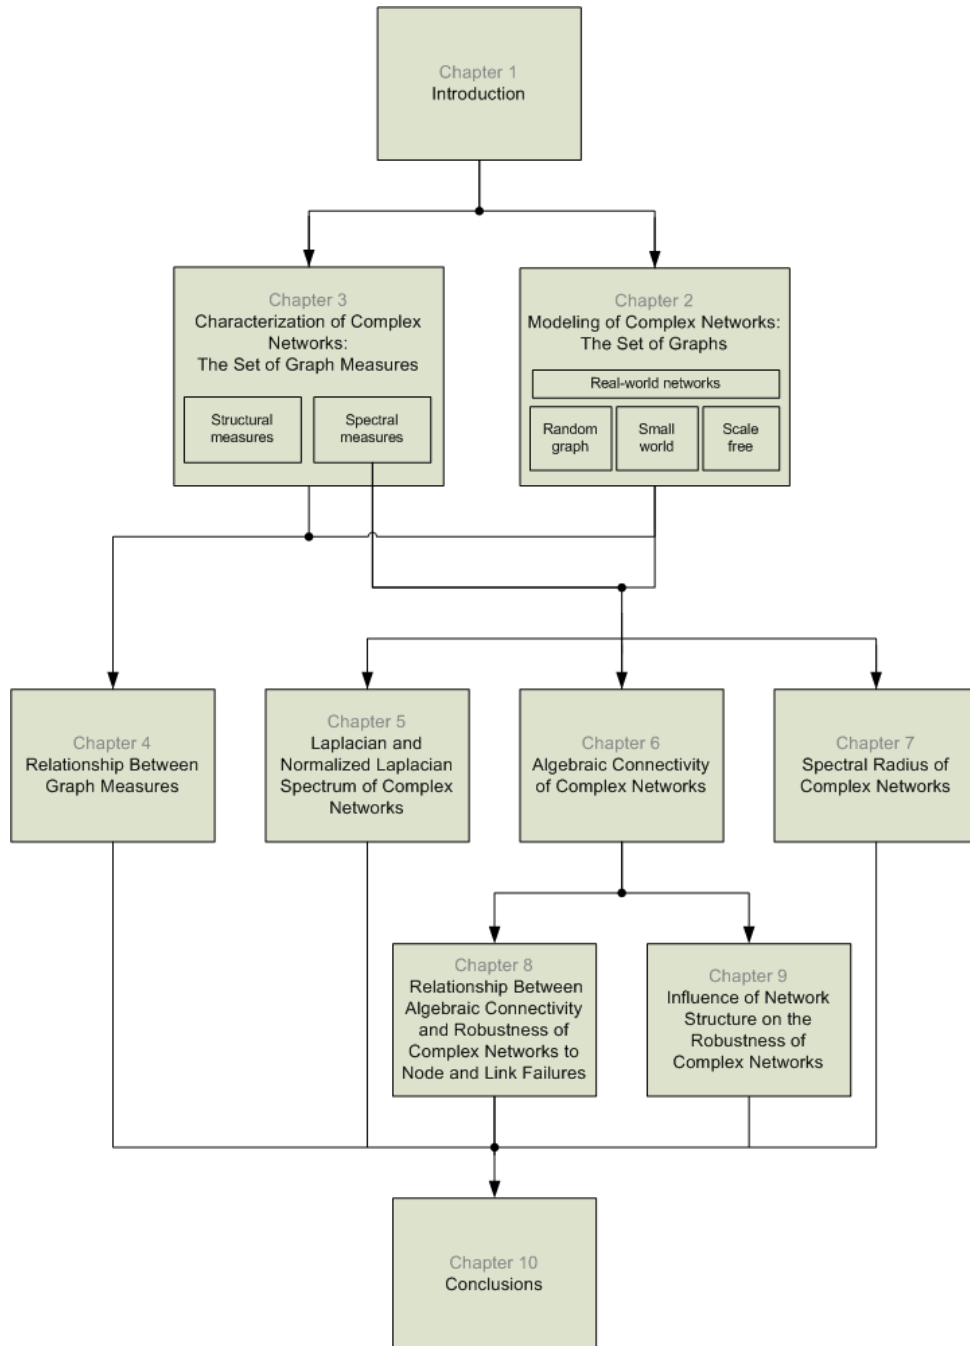 Chapter 1
Introduction
Chapter 3
Characterization of Complex
Networks:
The Set of Graph Measures
Structural
measures
Spectral
measures
Chapter 2
Modeling of Complex Networks:
The Set of Graphs
Real-world networks
Random
graph
Small
world
Scale
free
Chapter 4
Relationship Between
Graph Measures
Chapter 5
Laplacian and
Normalized Laplacian
Spectrum of Complex
Networks
Chapter 6
Algebraic Connectivity
of Complex Networks
Chapter 7
Spectral Radius of
Complex Networks
Chapter 8
Relationship Between
Algebraic Connectivity
and Robustness of
Complex Networks to
Node and Link Failures
Chapter 9
Influence of Network
Structure on the
Robustness of
Complex Networks
Chapter 10
Conclusions